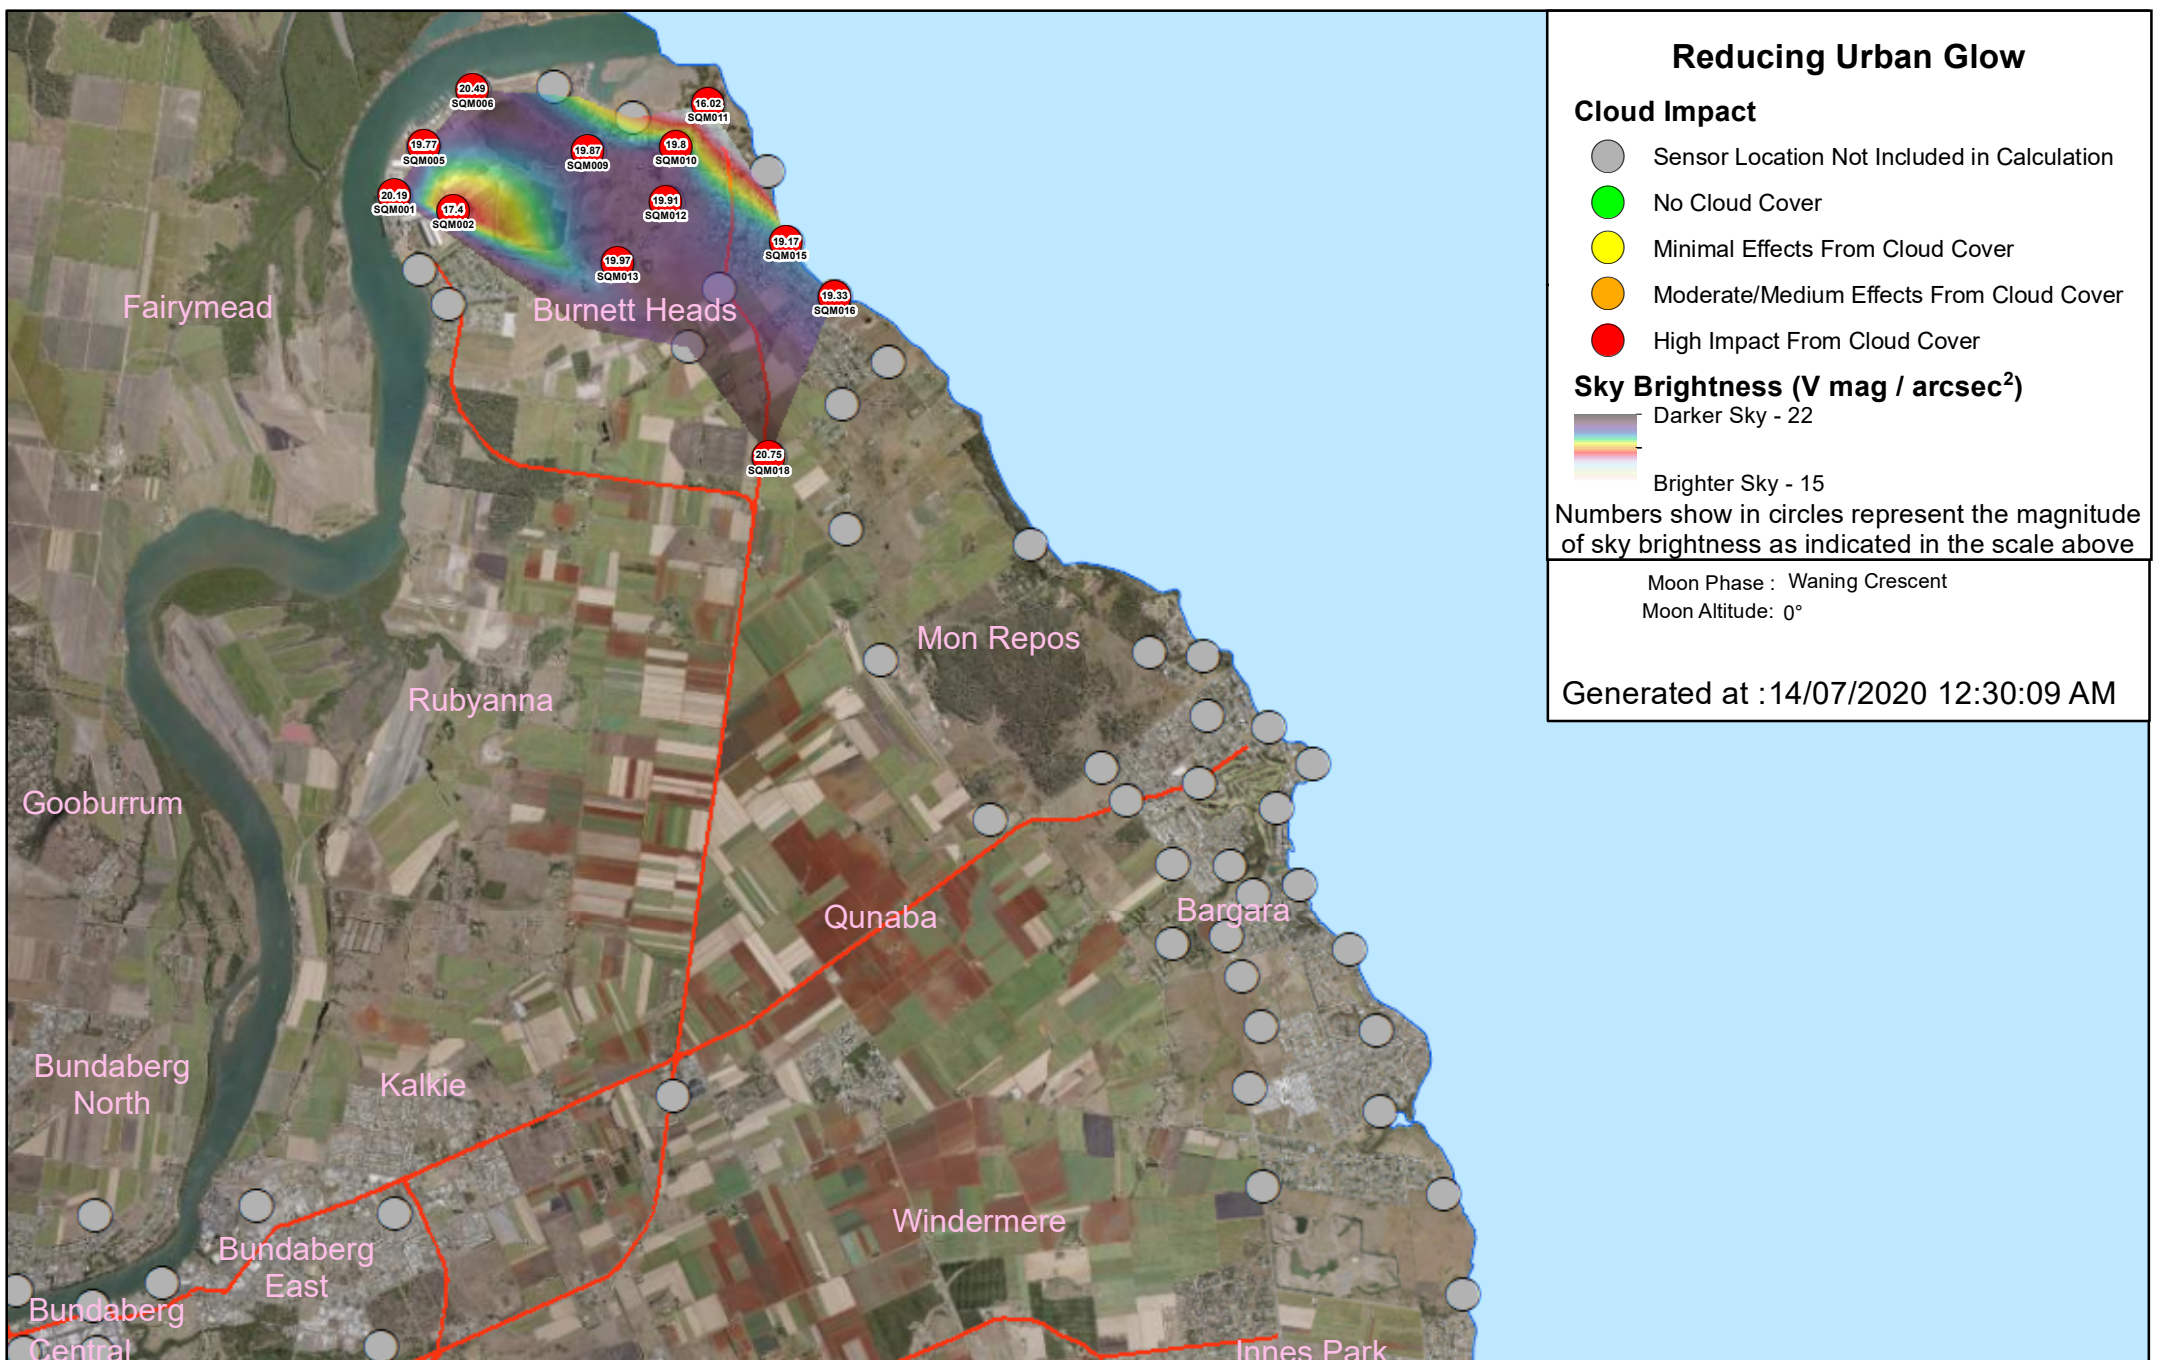 Reducing Urban Glow
Cloud Impact
Sensor Location Not Included in Calculation
No Cloud Cover
Minimal Effects From Cloud Cover
Moderate/Medium Effects From Cloud Cover
High Impact From Cloud Cover
Sky Brightness (V mag / arcsec²)
Darker Sky - 22
Brighter Sky - 15
Numbers show in circles represent the magnitude
of sky brightness as indicated in the scale above
Moon Phase : Waning Crescent
Moon Altitude: 0°
Generated at :14/07/2020 12:30:09 AM
20.49
SQM006
16.02
SQM011
19.77
SQM005
19.87
SQM009
19.8
SQM010
20.19
SQM001
17.4
SQM002
19.91
SQM012
19.17
SQM015
19.97
SQM013
19.33
SQM016
Fairymead
Burnett Heads
20.75
SQM018
Mon Repos
Rubyanna
Gooburrum
Qunaba
Bargara
Bundaberg
North
Kalkie
Windermere
Bundaberg
East
Bundaberg
Central
Innes Park